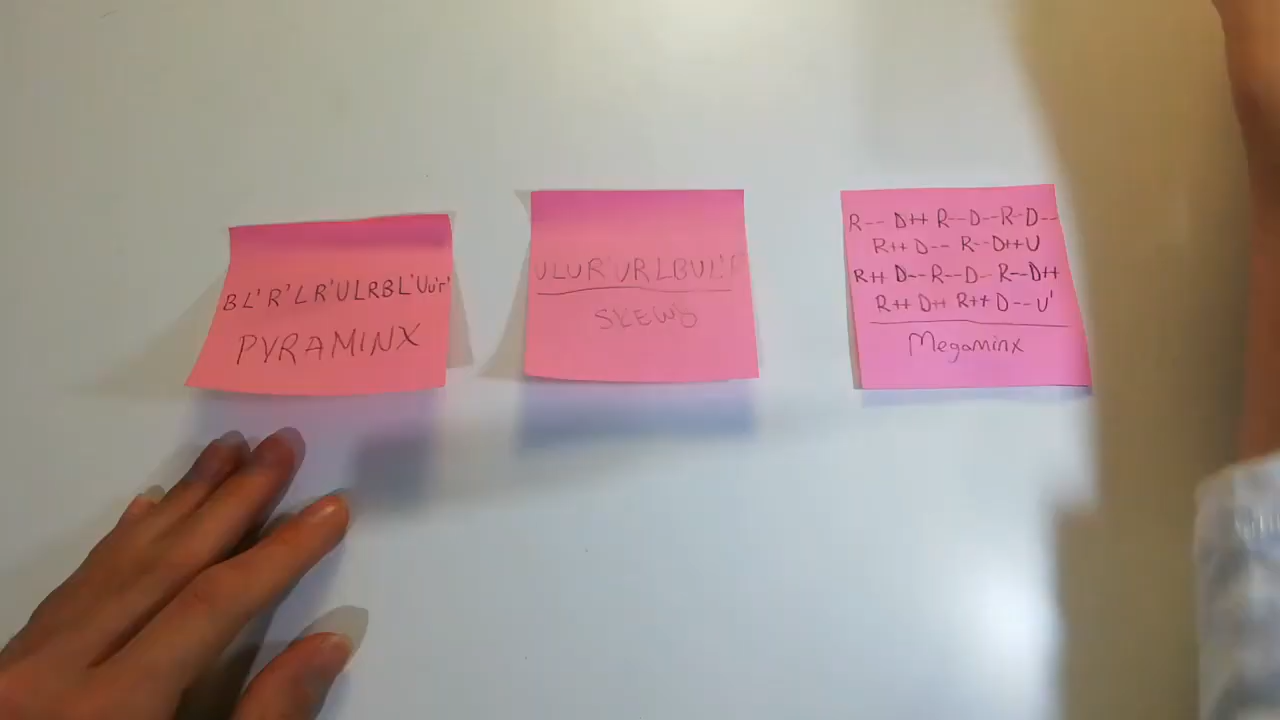 B L' R' L R' U L R B L' U u' r'
PYRAMINX
U L U R' U R L B U L'
SKEWB
R-- D++ R-- D-- R-- D--
R++ D-- R-- D++ U
R++ D-- R-- D-- R-- D++
R++ D++ R++ D-- U'
Megaminx